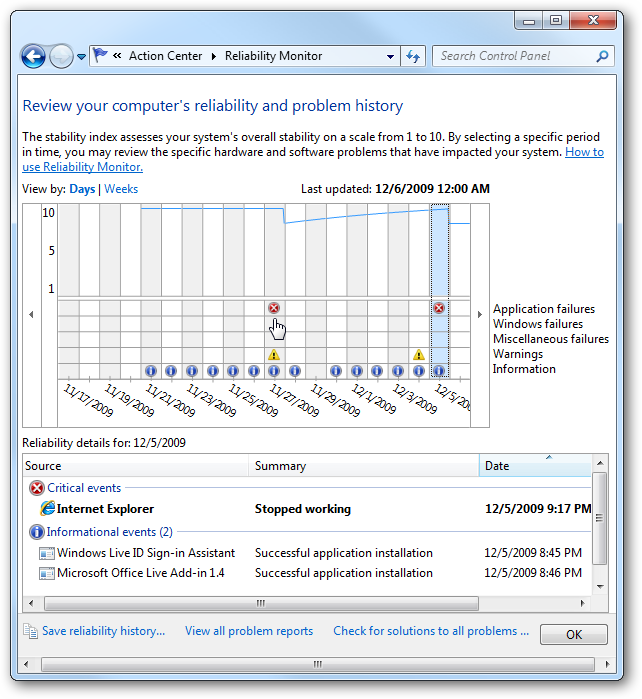 Action Center
Reliability Monitor
Search Control Panel
Review your computer's reliability and problem history
The stability index assesses your system's overall stability on a scale from 1 to 10. By selecting a specific period
in time, you may review the specific hardware and software problems that have impacted your system. How to
use Reliability Monitor.
View by: Days | Weeks
Last updated: 12/6/2009 12:00 AM
10
5
1
Application failures
Windows failures
Miscellaneous failures
Warnings
Information
11/17/2009
11/19/2009
11/21/2009
11/23/2009
11/25/2009
11/27/2009
11/29/2009
12/1/2009
12/3/2009
12/5/200
Reliability details for: 12/5/2009
Source Summary Date
Critical events
Internet Explorer Stopped working 12/5/2009 9:17 PM
Informational events (2)
Windows Live ID Sign-in Assistant Successful application installation 12/5/2009 8:45 PM
Microsoft Office Live Add-in 1.4 Successful application installation 12/5/2009 8:46 PM
Save reliability history... View all problem reports Check for solutions to all problems ... OK